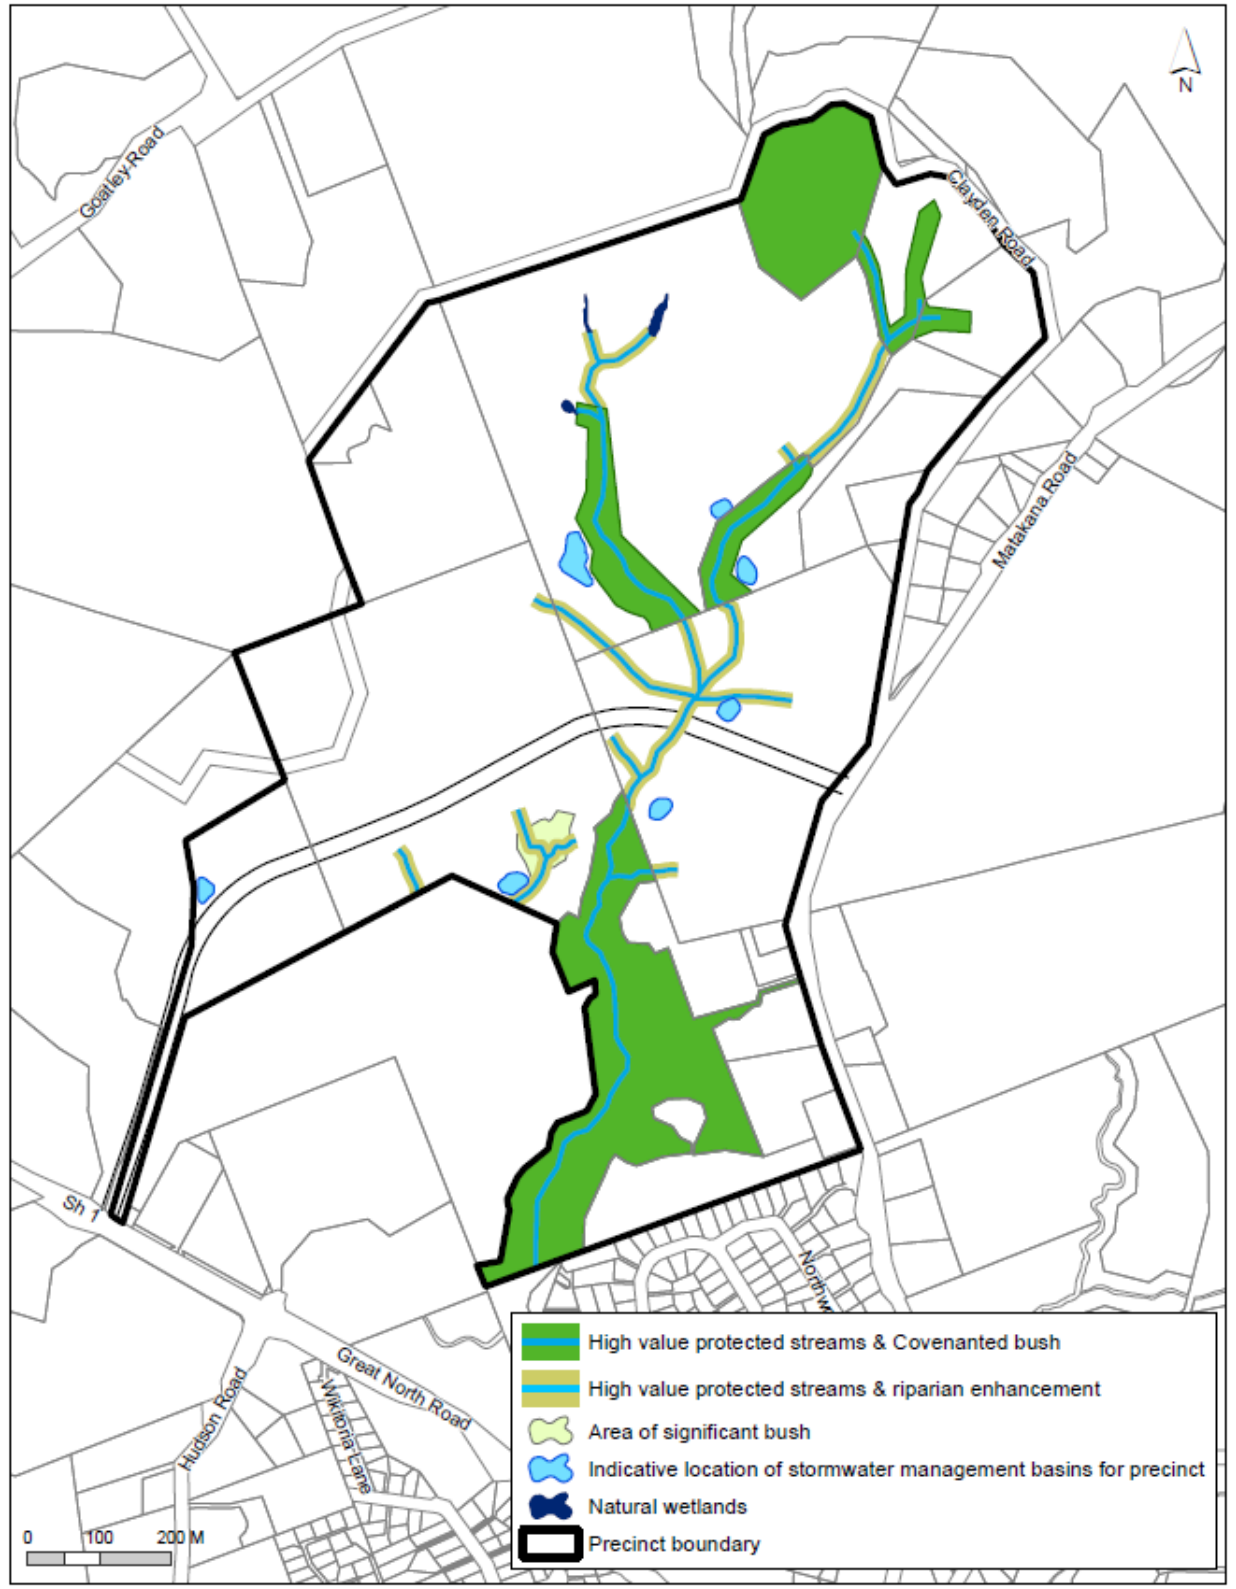 N
Goatley Road
Clayden Road
Matakana Road
Sh 1
Northw
Great North Road
Hudson Road
Wikitoria Lane
High value protected streams & Covenanted bush
High value protected streams & riparian enhancement
Area of significant bush
Indicative location of stormwater management basins for precinct
Natural wetlands
Precinct boundary
0 100 200 M